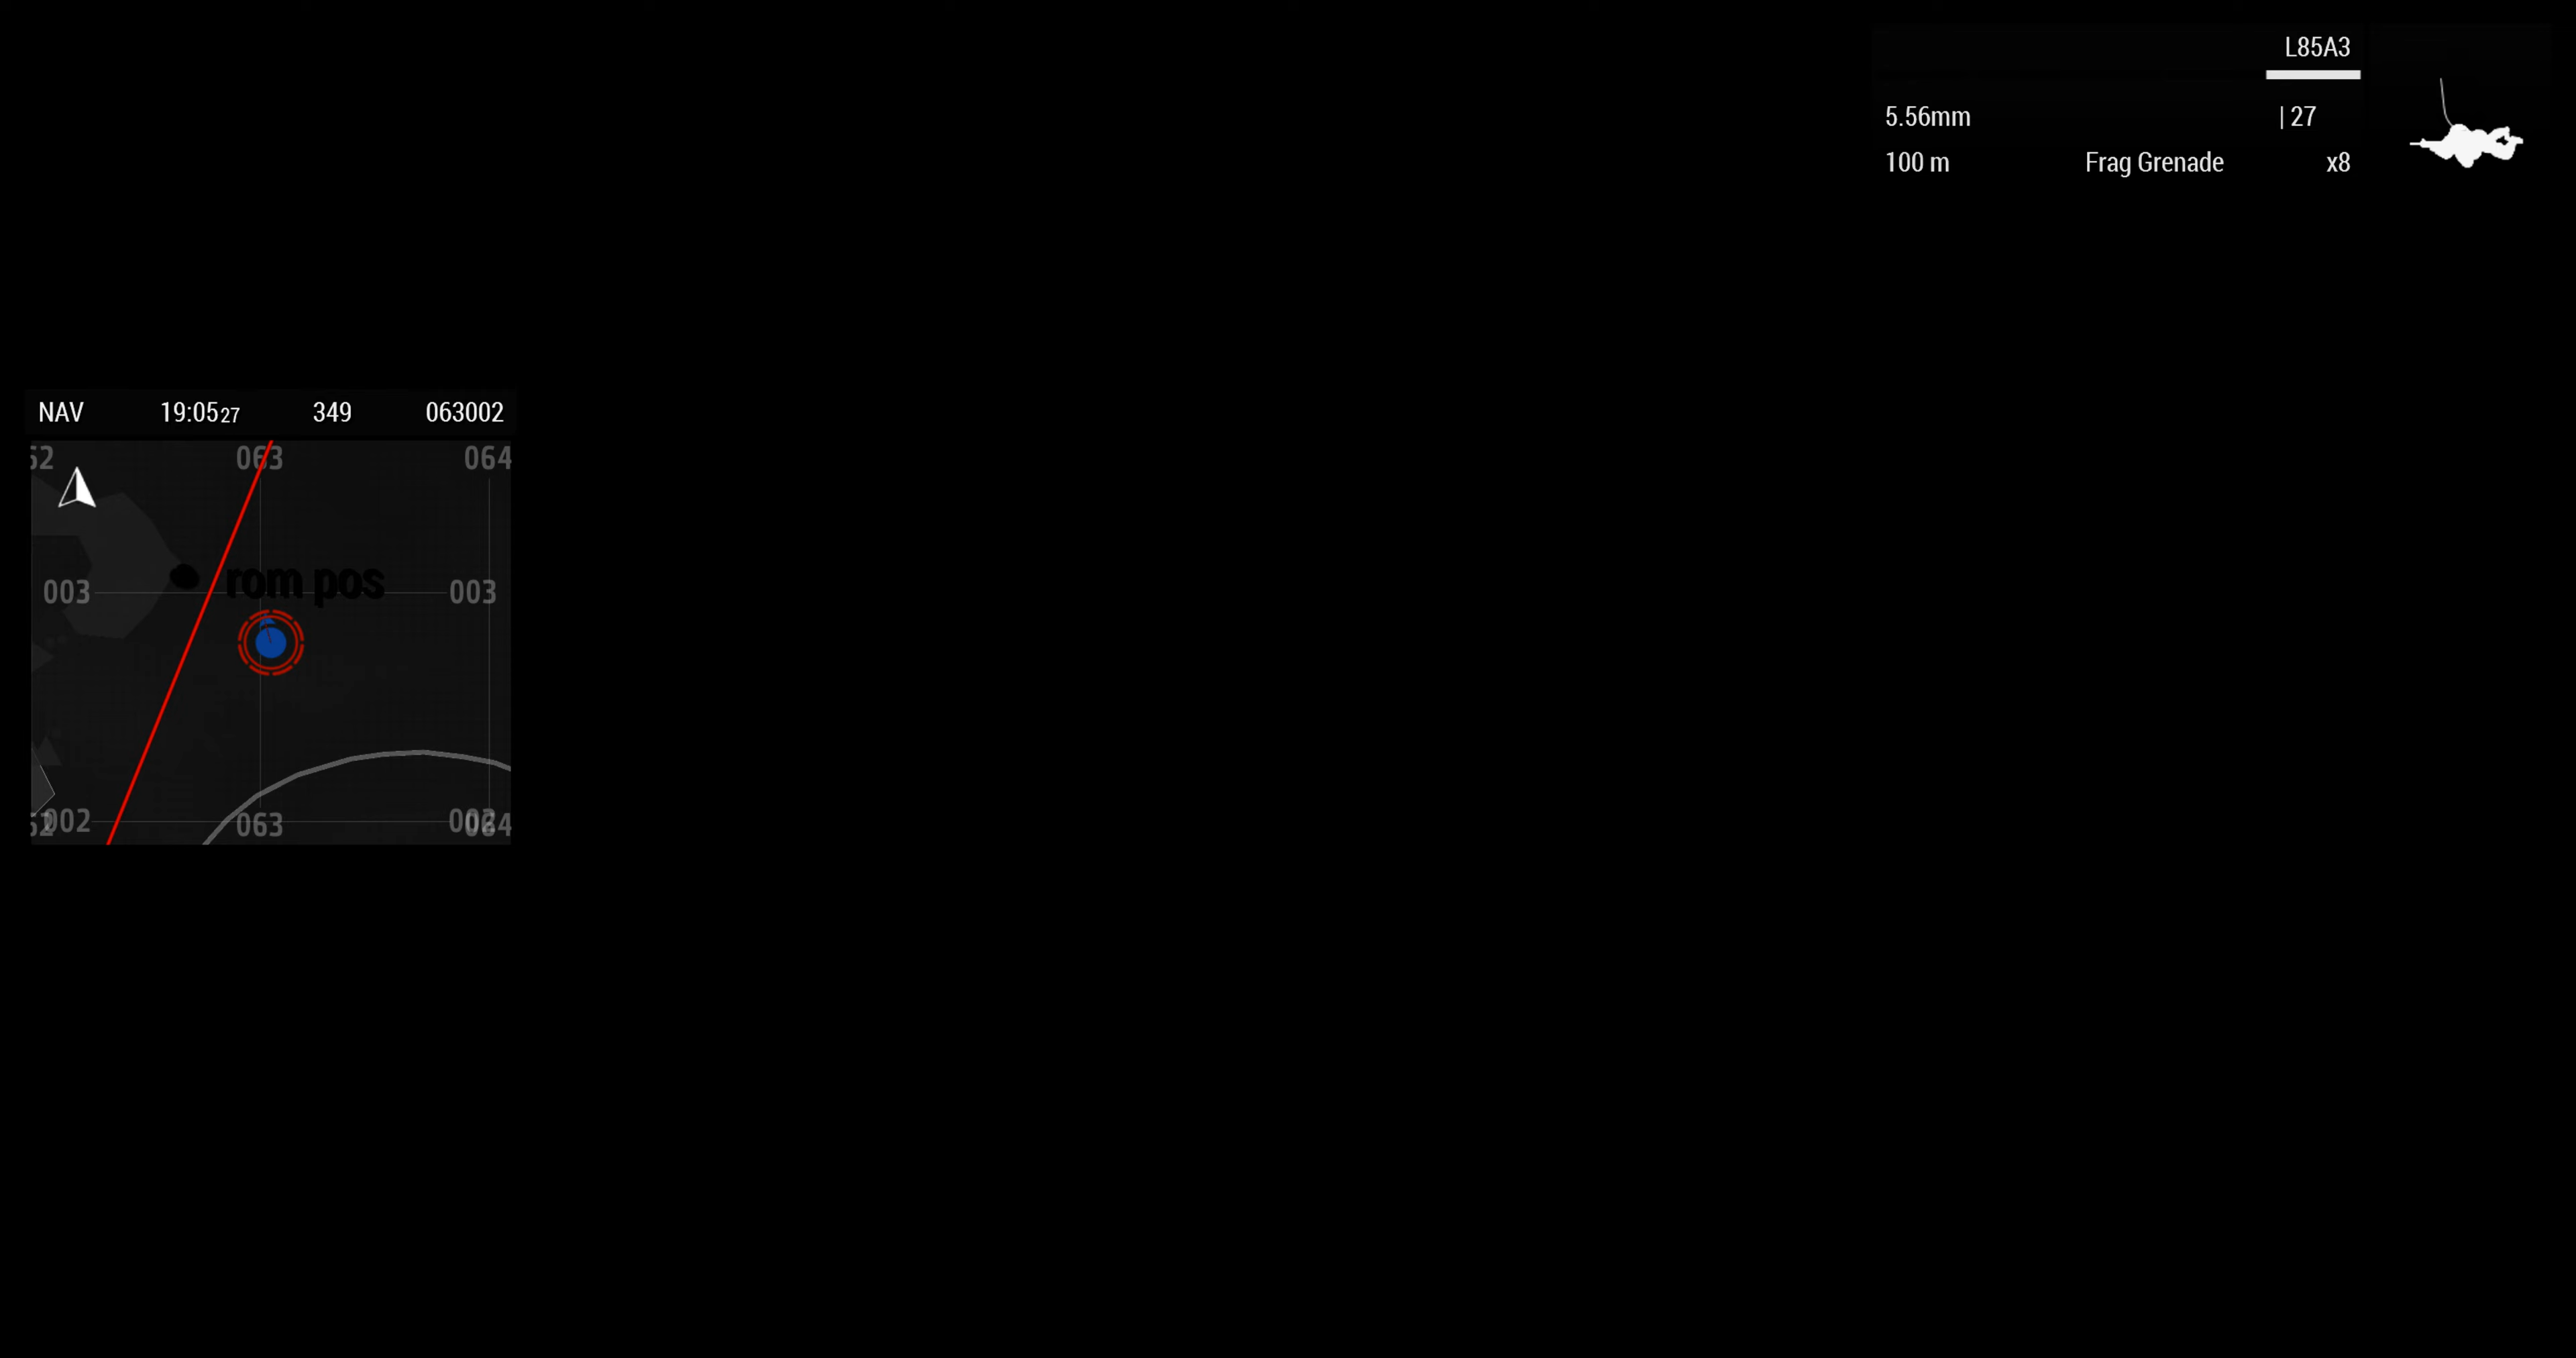 L85A3
5.56mm | 27
100 m Frag Grenade x8
NAV 19:05 27 349 063002
063 064
rom pos
003 003
002 063